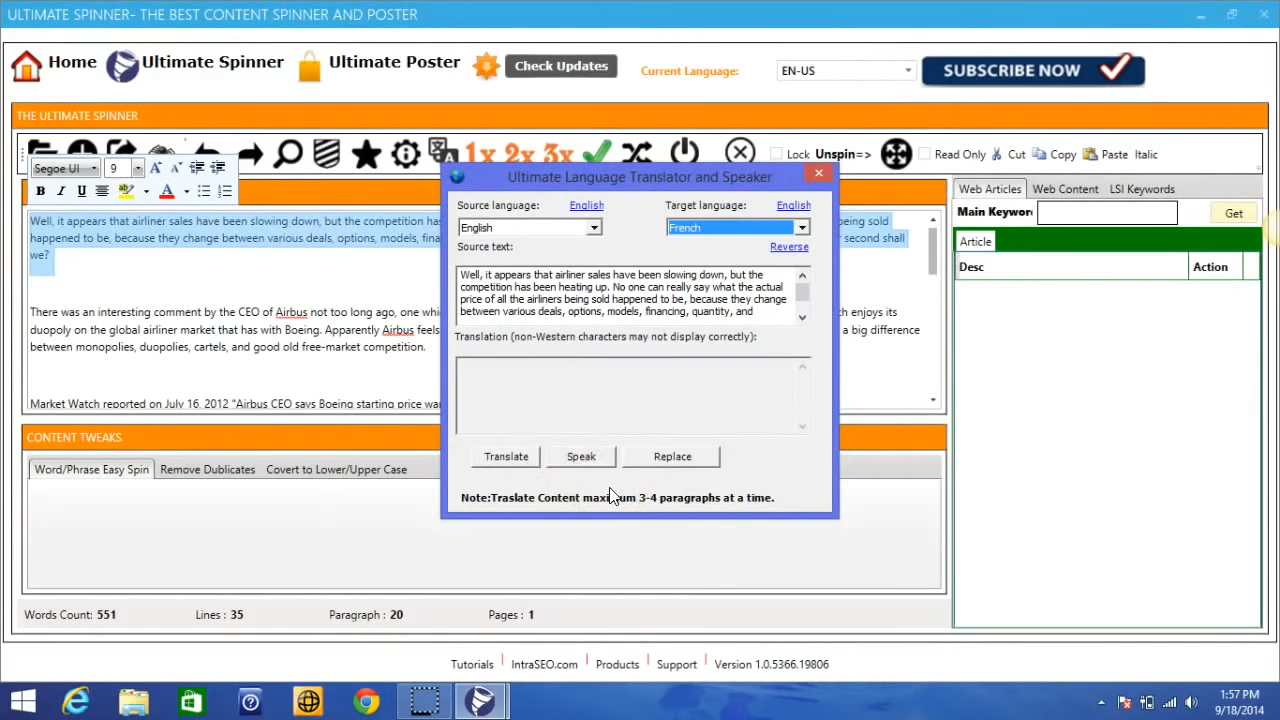 ULTIMATE SPINNER- THE BEST CONTENT SPINNER AND POSTER
Home
Ultimate Spinner
Ultimate Poster
Check Updates
Current Language:
EN-US
SUBSCRIBE NOW
THE ULTIMATE SPINNER
1x 2x 3x
Lock
Unspin=>
Read Only
Cut
Copy
Paste
Italic
Segoe UI
9
A A
B I U A
Well, it appears that airliner sales have been slowing down, but the competition has
being sold
happened to be, because they change between various deals, options, models, fina
second shall
we?
There was an interesting comment by the CEO of Airbus not too long ago, one whic
h enjoys its
duopoly on the global airliner market that has with Boeing. Apparently Airbus feels
a big difference
between monopolies, duopolies, cartels, and good old free-market competition.
Market Watch reported on July 16, 2012 "Airbus CEO says Boeing starting price war
Ultimate Language Translator and Speaker
Source language:
English
Target language:
English
English
French
Source text:
Reverse
Well, it appears that airliner sales have been slowing down, but the
competition has been heating up. No one can really say what the actual
price of all the airliners being sold happened to be, because they change
between various deals, options, models, financing, quantity, and
Translation (non-Western characters may not display correctly):
Translate
Speak
Replace
Note:Traslate Content maximum 3-4 paragraphs at a time.
Web Articles
Web Content
LSI Keywords
Main Keywor
Get
Article
Desc
Action
CONTENT TWEAKS
Word/Phrase Easy Spin
Remove Dublicates
Covert to Lower/Upper Case
Words Count: 551
Lines : 35
Paragraph : 20
Pages : 1
Tutorials
IntraSEO.com
Products
Support
Version 1.0.5366.19806
1:57 PM
9/18/2014